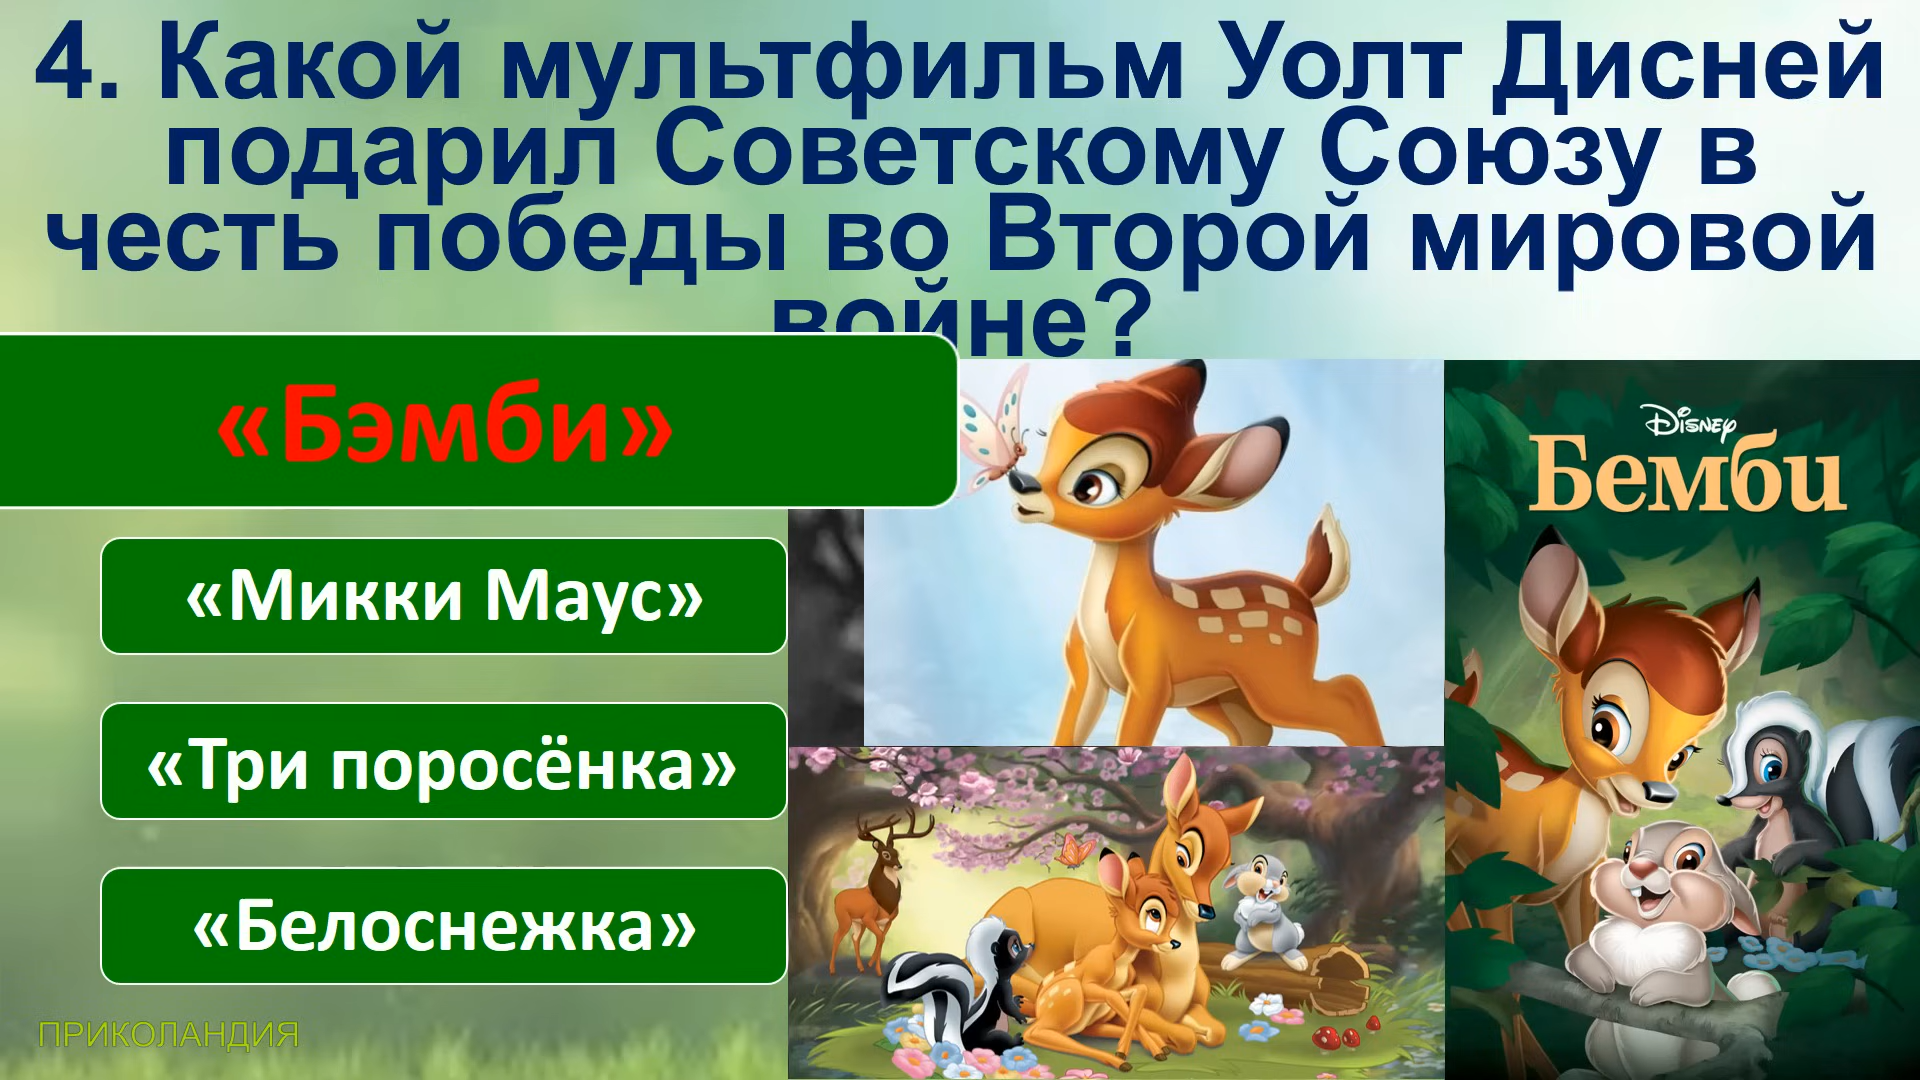 4. Какой мультфильм Уолт Дисней
подарил Советскому Союзу в
честь победы во Второй мировой
войне?
«Бэмби»
«Микки Маус»
«Три поросёнка»
«Белоснежка»
ПРИКОЛАНДИЯ
Disney
Бемби